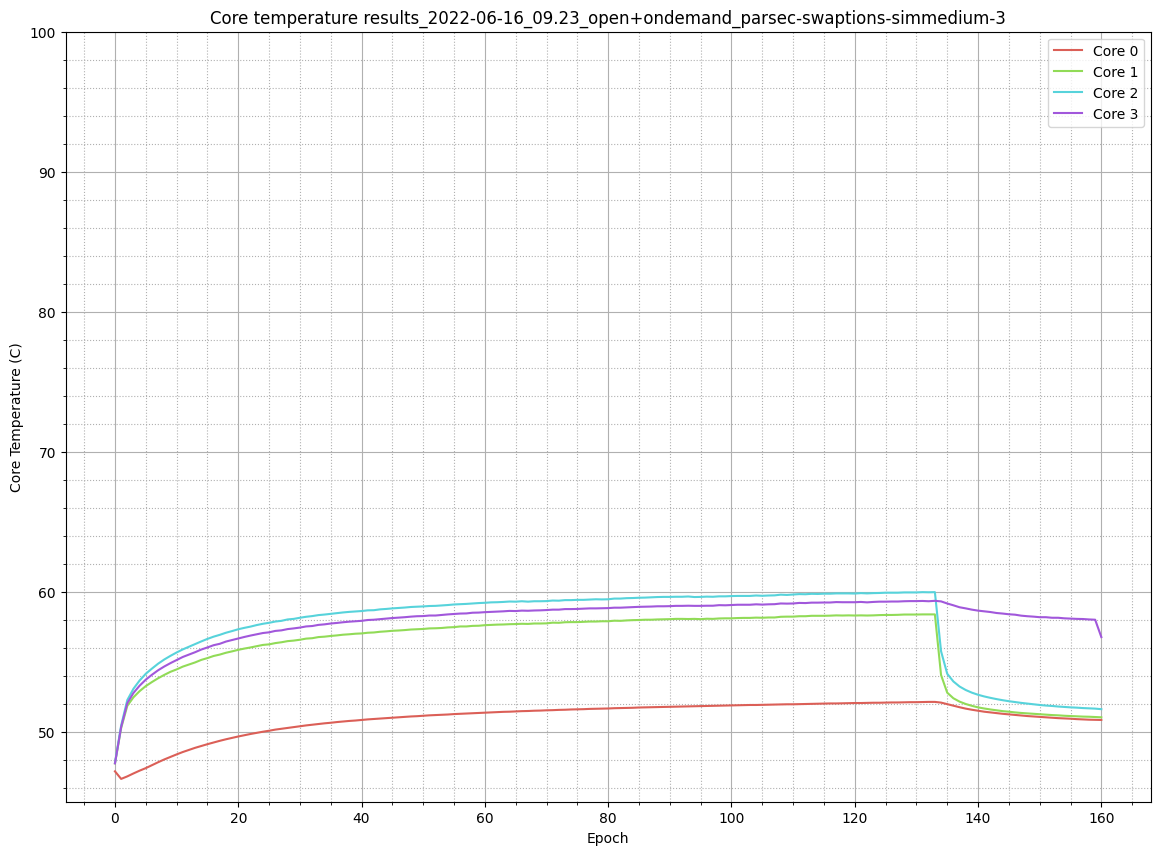 Core temperature results_2022-06-16_09.23_open+ondemand_parsec-swaptions-simmedium-3
Core Temperature (C)
100
90
80
70
60
50
Core 0
Core 1
Core 2
Core 3
0 20 40 60 80 100 120 140 160
Epoch